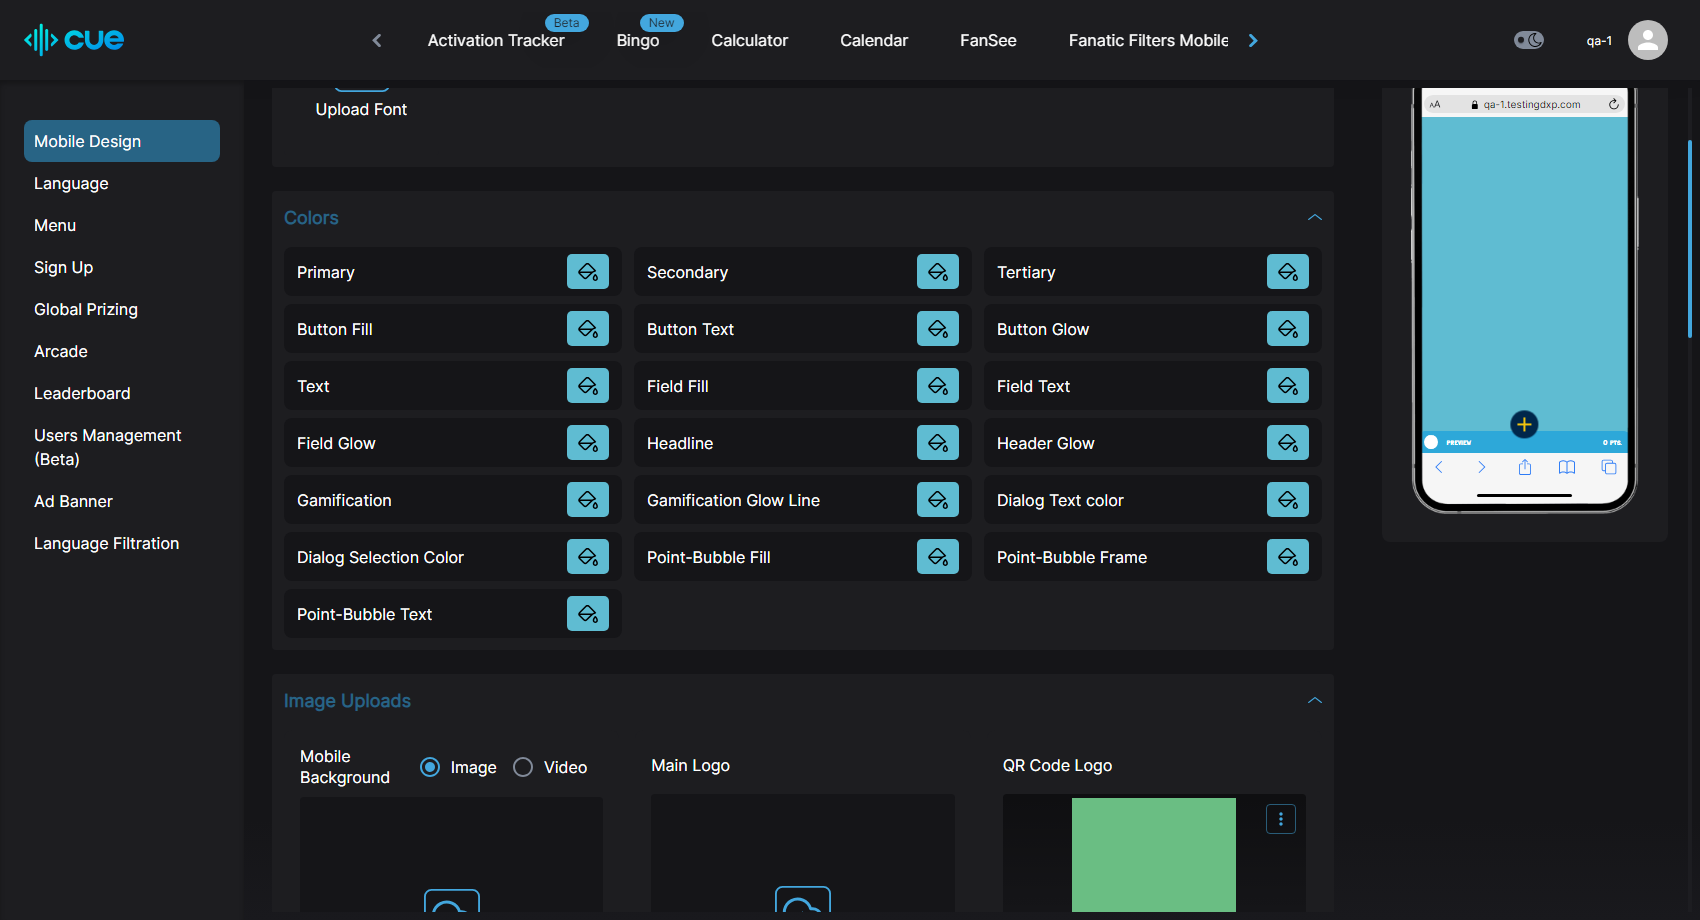 cue
Activation Tracker
Beta
Bingo
New
Calculator
Calendar
FanSee
Fanatic Filters Mobile
qa-1
Mobile Design
Language
Menu
Sign Up
Global Prizing
Arcade
Leaderboard
Users Management
(Beta)
Ad Banner
Language Filtration
Upload Font
Colors
Primary
Secondary
Tertiary
Button Fill
Button Text
Button Glow
Text
Field Fill
Field Text
Field Glow
Headline
Header Glow
Gamification
Gamification Glow Line
Dialog Text color
Dialog Selection Color
Point-Bubble Fill
Point-Bubble Frame
Point-Bubble Text
Image Uploads
Mobile
Background
Image
Video
Main Logo
QR Code Logo
AA
qa-1.testingdxp.com
PREVIEW
0 PTS.